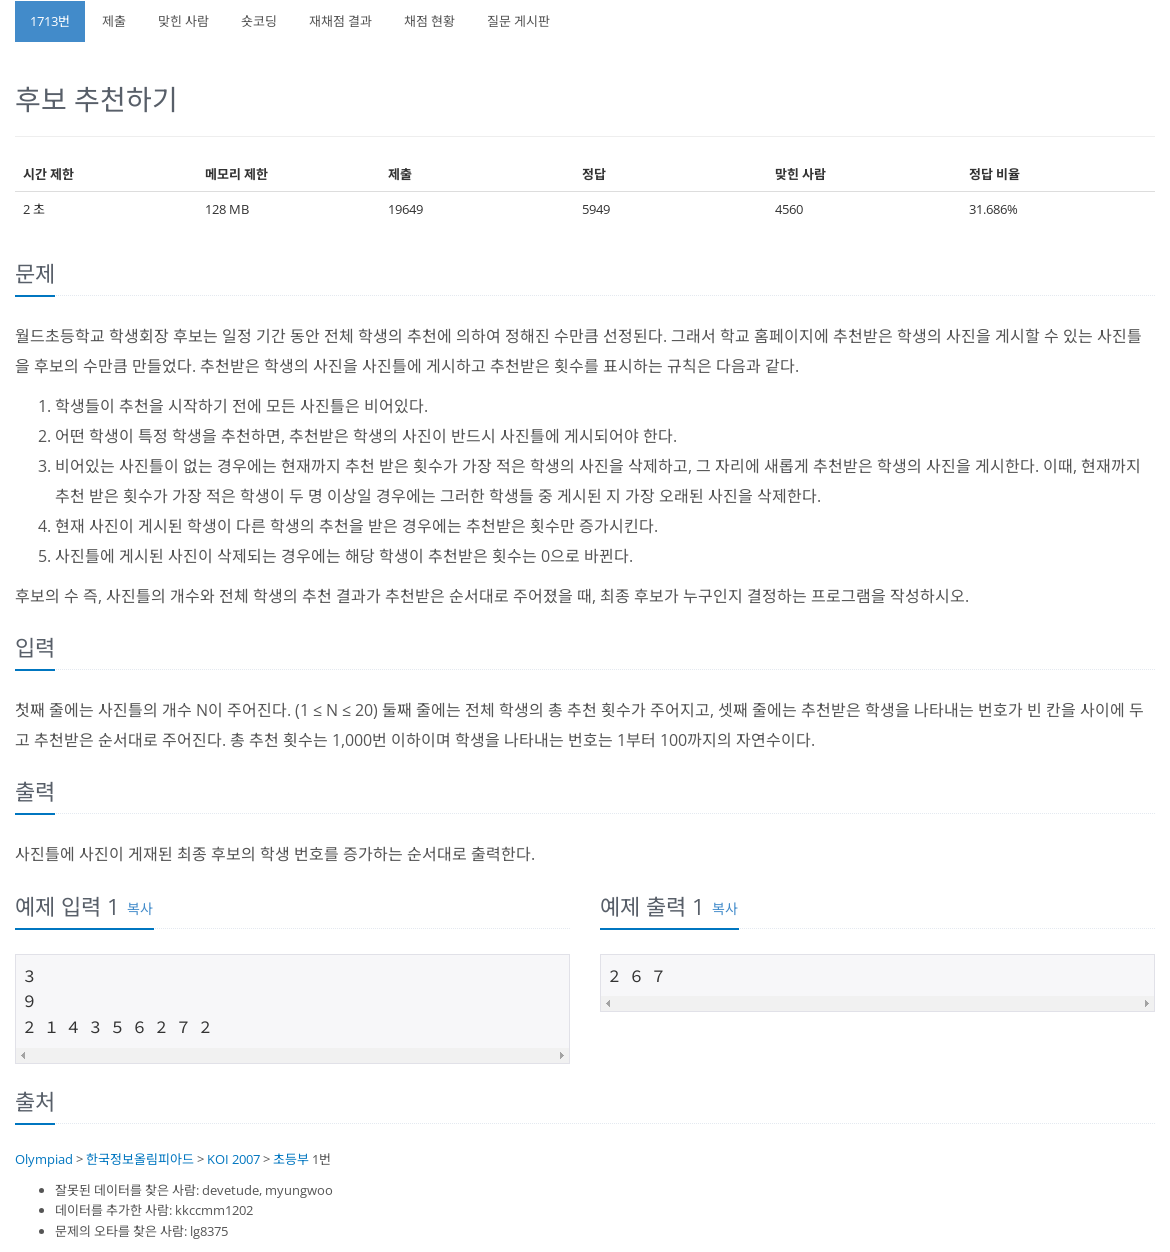 1713번 제출 맞힌 사람 숏코딩 재채점 결과 채점 현황 질문 게시판
후보 추천하기
시간 제한 메모리 제한 제출 정답 맞힌 사람 정답 비율
2 초 128 MB 19649 5949 4560 31.686%
문제
월드초등학교 학생회장 후보는 일정 기간 동안 전체 학생의 추천에 의하여 정해진 수만큼 선정된다. 그래서 학교 홈페이지에 추천받은 학생의 사진을 게시할 수 있는 사진틀
을 후보의 수만큼 만들었다. 추천받은 학생의 사진을 사진틀에 게시하고 추천받은 횟수를 표시하는 규칙은 다음과 같다.
1. 학생들이 추천을 시작하기 전에 모든 사진틀은 비어있다.
2. 어떤 학생이 특정 학생을 추천하면, 추천받은 학생의 사진이 반드시 사진틀에 게시되어야 한다.
3. 비어있는 사진틀이 없는 경우에는 현재까지 추천 받은 횟수가 가장 적은 학생의 사진을 삭제하고, 그 자리에 새롭게 추천받은 학생의 사진을 게시한다. 이때, 현재까지
추천 받은 횟수가 가장 적은 학생이 두 명 이상일 경우에는 그러한 학생들 중 게시된 지 가장 오래된 사진을 삭제한다.
4. 현재 사진이 게시된 학생이 다른 학생의 추천을 받은 경우에는 추천받은 횟수만 증가시킨다.
5. 사진틀에 게시된 사진이 삭제되는 경우에는 해당 학생이 추천받은 횟수는 0으로 바뀐다.
후보의 수 즉, 사진틀의 개수와 전체 학생의 추천 결과가 추천받은 순서대로 주어졌을 때, 최종 후보가 누구인지 결정하는 프로그램을 작성하시오.
입력
첫째 줄에는 사진틀의 개수 N이 주어진다. (1 ≤ N ≤ 20) 둘째 줄에는 전체 학생의 총 추천 횟수가 주어지고, 셋째 줄에는 추천받은 학생을 나타내는 번호가 빈 칸을 사이에 두
고 추천받은 순서대로 주어진다. 총 추천 횟수는 1,000번 이하이며 학생을 나타내는 번호는 1부터 100까지의 자연수이다.
출력
사진틀에 사진이 게재된 최종 후보의 학생 번호를 증가하는 순서대로 출력한다.
예제 입력 1 복사
3
9
2 1 4 3 5 6 2 7 2
예제 출력 1 복사
2 6 7
출처
Olympiad > 한국정보올림피아드 > KOI 2007 > 초등부 1번
• 잘못된 데이터를 찾은 사람: devetude, myungwoo
• 데이터를 추가한 사람: kkccmm1202
• 문제의 오타를 찾은 사람: lg8375